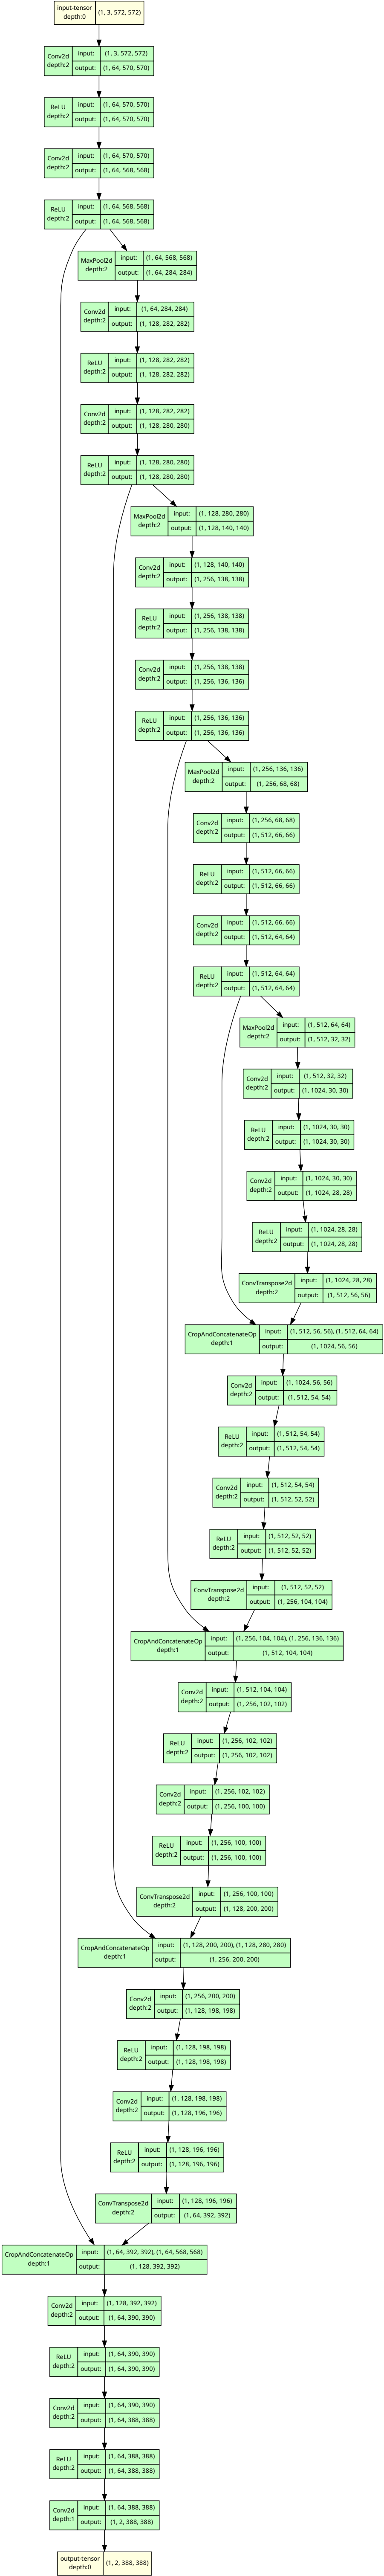 input-tensor
depth:0
(1, 3, 572, 572)
Conv2d
depth:2
input:
(1, 3, 572, 572)
output:
(1, 64, 570, 570)
ReLU
depth:2
input:
(1, 64, 570, 570)
output:
(1, 64, 570, 570)
Conv2d
depth:2
input:
(1, 64, 570, 570)
output:
(1, 64, 568, 568)
ReLU
depth:2
input:
(1, 64, 568, 568)
output:
(1, 64, 568, 568)
MaxPool2d
depth:2
input:
(1, 64, 568, 568)
output:
(1, 64, 284, 284)
Conv2d
depth:2
input:
(1, 64, 284, 284)
output:
(1, 128, 282, 282)
ReLU
depth:2
input:
(1, 128, 282, 282)
output:
(1, 128, 282, 282)
Conv2d
depth:2
input:
(1, 128, 282, 282)
output:
(1, 128, 280, 280)
ReLU
depth:2
input:
(1, 128, 280, 280)
output:
(1, 128, 280, 280)
MaxPool2d
depth:2
input:
(1, 128, 280, 280)
output:
(1, 128, 140, 140)
Conv2d
depth:2
input:
(1, 128, 140, 140)
output:
(1, 256, 138, 138)
ReLU
depth:2
input:
(1, 256, 138, 138)
output:
(1, 256, 138, 138)
Conv2d
depth:2
input:
(1, 256, 138, 138)
output:
(1, 256, 136, 136)
ReLU
depth:2
input:
(1, 256, 136, 136)
output:
(1, 256, 136, 136)
MaxPool2d
depth:2
input:
(1, 256, 136, 136)
output:
(1, 256, 68, 68)
Conv2d
depth:2
input:
(1, 256, 68, 68)
output:
(1, 512, 66, 66)
ReLU
depth:2
input:
(1, 512, 66, 66)
output:
(1, 512, 66, 66)
Conv2d
depth:2
input:
(1, 512, 66, 66)
output:
(1, 512, 64, 64)
ReLU
depth:2
input:
(1, 512, 64, 64)
output:
(1, 512, 64, 64)
MaxPool2d
depth:2
input:
(1, 512, 64, 64)
output:
(1, 512, 32, 32)
Conv2d
depth:2
input:
(1, 512, 32, 32)
output:
(1, 1024, 30, 30)
ReLU
depth:2
input:
(1, 1024, 30, 30)
output:
(1, 1024, 30, 30)
Conv2d
depth:2
input:
(1, 1024, 30, 30)
output:
(1, 1024, 28, 28)
ReLU
depth:2
input:
(1, 1024, 28, 28)
output:
(1, 1024, 28, 28)
ConvTranspose2d
depth:2
input:
(1, 1024, 28, 28)
output:
(1, 512, 56, 56)
CropAndConcatenateOp
depth:1
input:
(1, 512, 56, 56), (1, 512, 64, 64)
output:
(1, 1024, 56, 56)
Conv2d
depth:2
input:
(1, 1024, 56, 56)
output:
(1, 512, 54, 54)
ReLU
depth:2
input:
(1, 512, 54, 54)
output:
(1, 512, 54, 54)
Conv2d
depth:2
input:
(1, 512, 54, 54)
output:
(1, 512, 52, 52)
ReLU
depth:2
input:
(1, 512, 52, 52)
output:
(1, 512, 52, 52)
ConvTranspose2d
depth:2
input:
(1, 512, 52, 52)
output:
(1, 256, 104, 104)
CropAndConcatenateOp
depth:1
input:
(1, 256, 104, 104), (1, 256, 136, 136)
output:
(1, 512, 104, 104)
Conv2d
depth:2
input:
(1, 512, 104, 104)
output:
(1, 256, 102, 102)
ReLU
depth:2
input:
(1, 256, 102, 102)
output:
(1, 256, 102, 102)
Conv2d
depth:2
input:
(1, 256, 102, 102)
output:
(1, 256, 100, 100)
ReLU
depth:2
input:
(1, 256, 100, 100)
output:
(1, 256, 100, 100)
ConvTranspose2d
depth:2
input:
(1, 256, 100, 100)
output:
(1, 128, 200, 200)
CropAndConcatenateOp
depth:1
input:
(1, 128, 200, 200), (1, 128, 280, 280)
output:
(1, 256, 200, 200)
Conv2d
depth:2
input:
(1, 256, 200, 200)
output:
(1, 128, 198, 198)
ReLU
depth:2
input:
(1, 128, 198, 198)
output:
(1, 128, 198, 198)
Conv2d
depth:2
input:
(1, 128, 198, 198)
output:
(1, 128, 196, 196)
ReLU
depth:2
input:
(1, 128, 196, 196)
output:
(1, 128, 196, 196)
ConvTranspose2d
depth:2
input:
(1, 128, 196, 196)
output:
(1, 64, 392, 392)
CropAndConcatenateOp
depth:1
input:
(1, 64, 392, 392), (1, 64, 568, 568)
output:
(1, 128, 392, 392)
Conv2d
depth:2
input:
(1, 128, 392, 392)
output:
(1, 64, 390, 390)
ReLU
depth:2
input:
(1, 64, 390, 390)
output:
(1, 64, 390, 390)
Conv2d
depth:2
input:
(1, 64, 390, 390)
output:
(1, 64, 388, 388)
ReLU
depth:2
input:
(1, 64, 388, 388)
output:
(1, 64, 388, 388)
Conv2d
depth:1
input:
(1, 64, 388, 388)
output:
(1, 2, 388, 388)
output-tensor
depth:0
(1, 2, 388, 388)